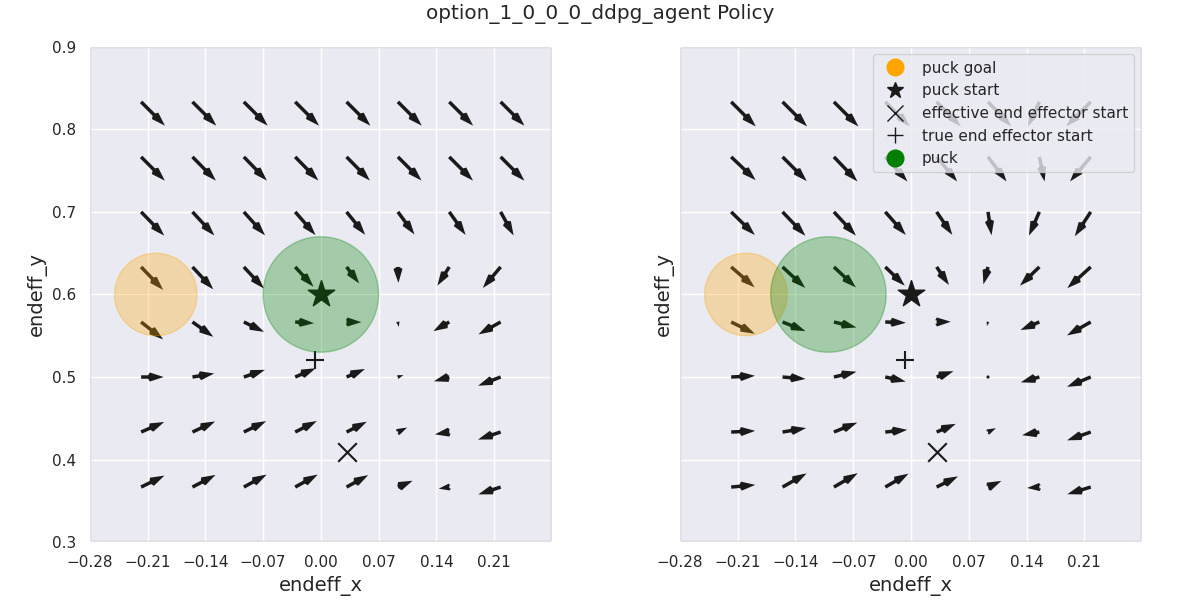 option_1_0_0_0_ddpg_agent Policy
0.9
0.8
0.7
0.6
0.5
0.4
0.3
endeff_y
−0.28 −0.21 −0.14 −0.07 0.00 0.07 0.14 0.21
endeff_x
puck goal
puck start
effective end effector start
true end effector start
puck
endeff_y
−0.28 −0.21 −0.14 −0.07 0.00 0.07 0.14 0.21
endeff_x